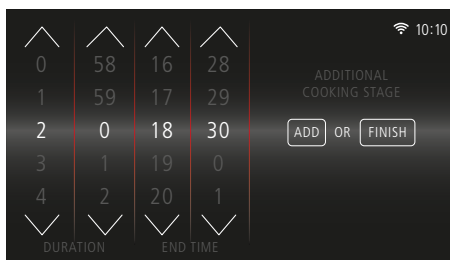 10:10
0 58 16 28
1 59 17 29
2 0 18 30
3 1 19 0
4 2 20 1
DURATION END TIME
ADDITIONAL
COOKING STAGE
ADD OR FINISH